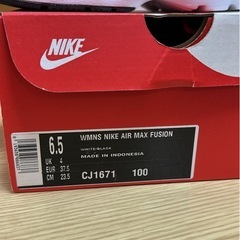 NIKE
WMNS NIKE AIR MAX FUSION
6.5
UK 4
EUR 37.5
CM 23.5
WHITE/BLACK
MADE IN INDONESIA
CJ1671 100